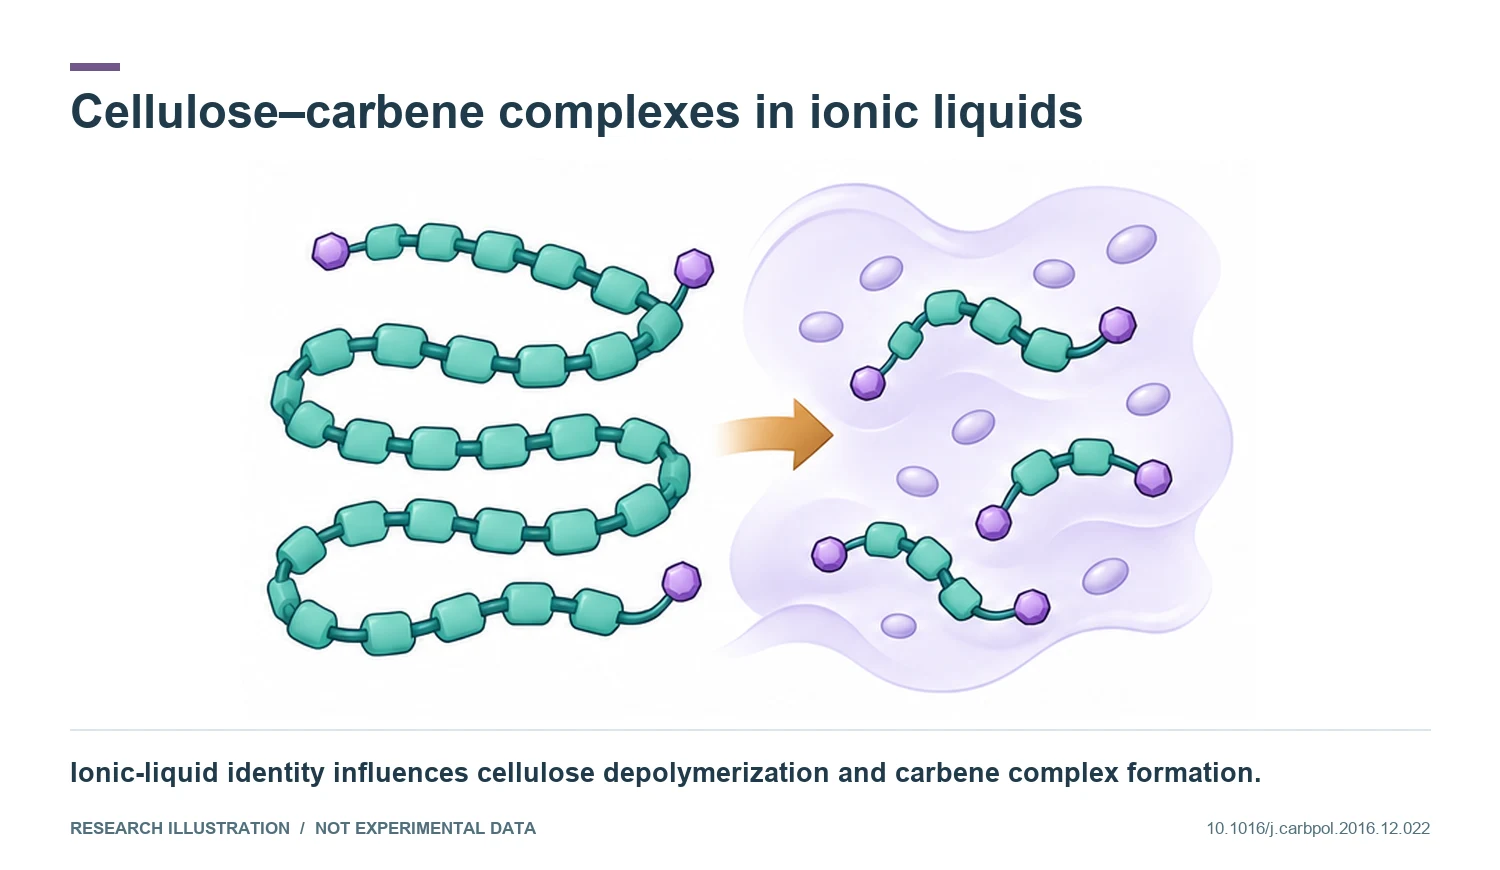 Cellulose–carbene complexes in ionic liquids
Ionic-liquid identity influences cellulose depolymerization and carbene complex formation.
RESEARCH ILLUSTRATION / NOT EXPERIMENTAL DATA
10.1016/j.carbpol.2016.12.022